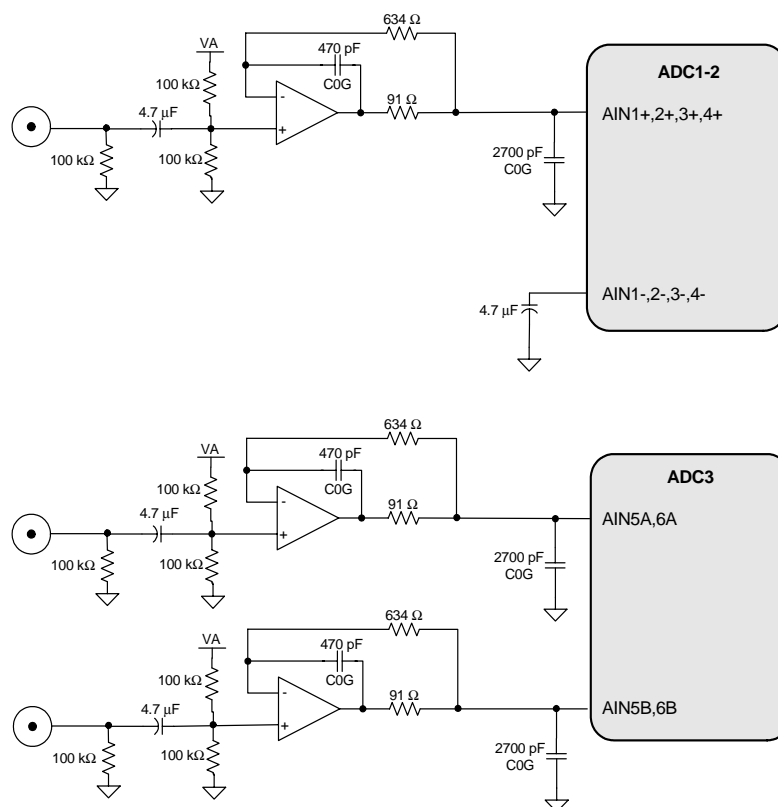 634 Ω
470 pF
C0G
VA
100 kΩ
4.7 µF
100 kΩ
100 kΩ
-
+
91 Ω
2700 pF
C0G
ADC1-2
AIN1+,2+,3+,4+
AIN1-,2-,3-,4-
4.7 µF
634 Ω
470 pF
C0G
VA
100 kΩ
4.7 µF
100 kΩ
100 kΩ
-
+
91 Ω
2700 pF
C0G
ADC3
AIN5A,6A
634 Ω
470 pF
C0G
VA
100 kΩ
4.7 µF
100 kΩ
100 kΩ
-
+
91 Ω
2700 pF
C0G
AIN5B,6B